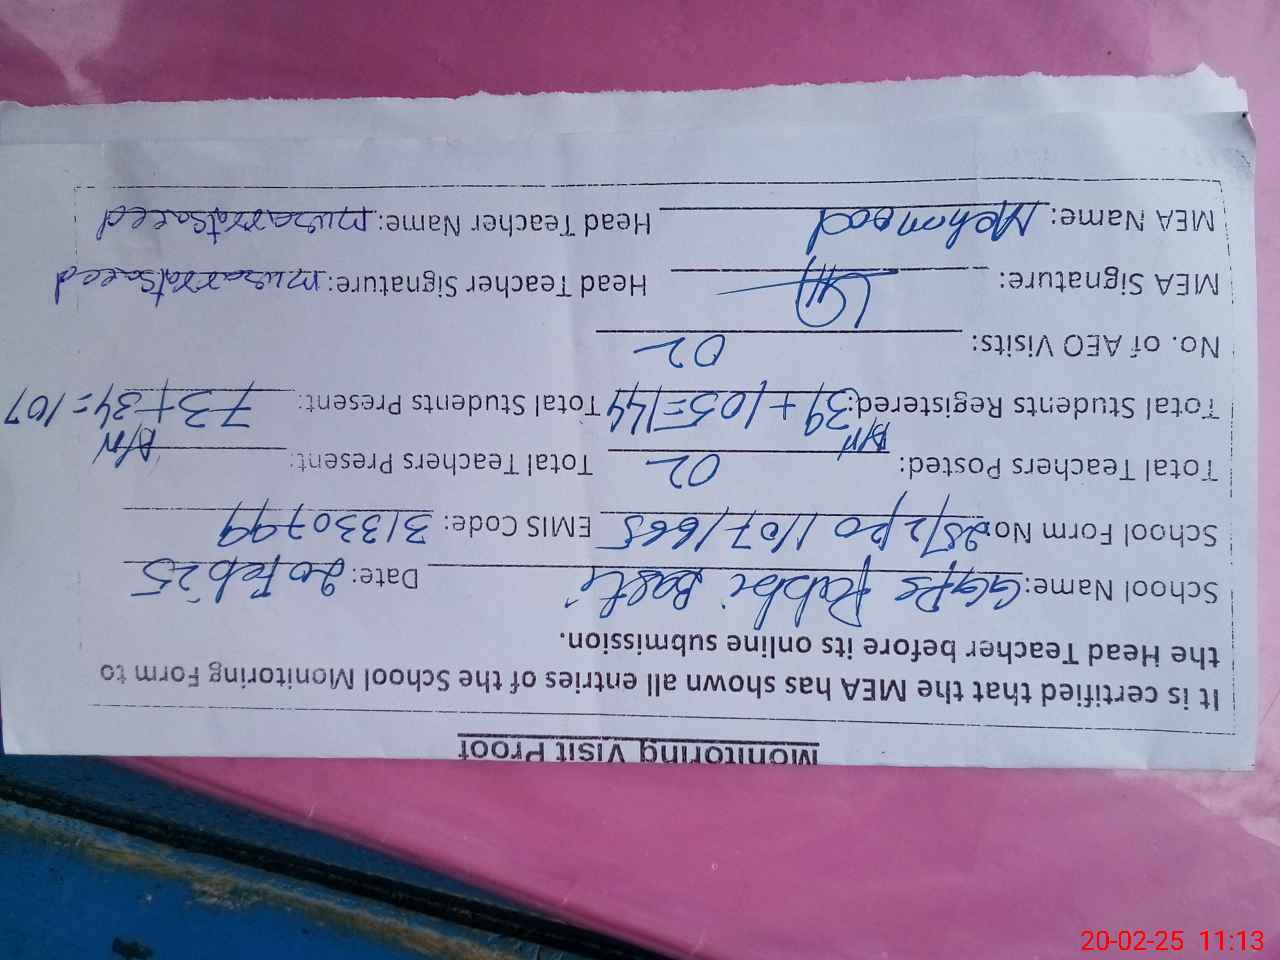 Monitoring Visit Proof
It is certified that the MEA has shown all entries of the School Monitoring Form to
the Head Teacher before its online submission.
School Name: GGPS Rabbi Basti Date: 20 Feb 25
School Form No: EMIS Code: 31330799
Total Teachers Posted: 02 Total Teachers Present:
Total Students Registered: 39+105=144 Total Students Present: 73+34=107
No. of AEO Visits: 02
MEA Signature: Head Teacher Signature: musarratsaeed
MEA Name: Mehmood Head Teacher Name: musarratsaeed
20-02-25 11:13